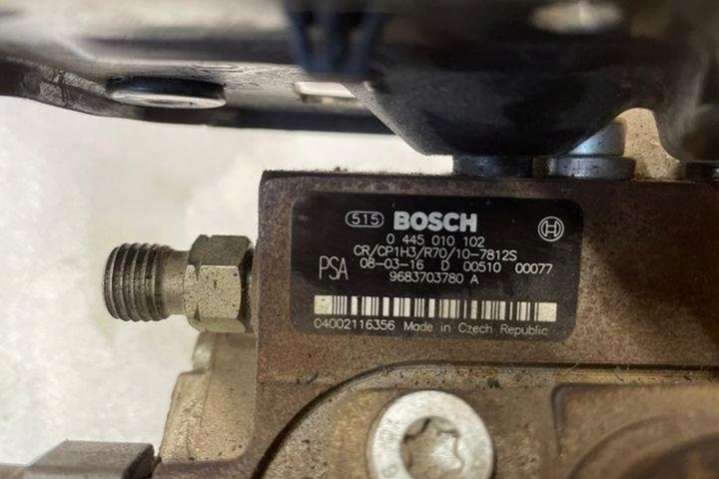 515 BOSCH
0 445 010 102
CR/CP1H3/R70/10-7812S
PSA 08-03-16 D 00510 00077
9683703780 A
C4002116356 Made in Czech Republic